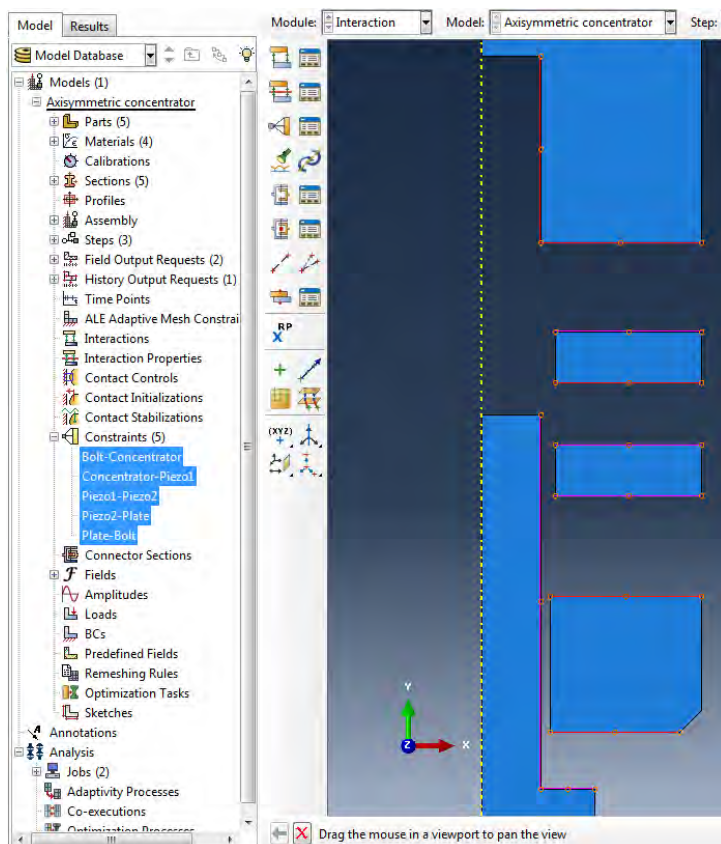 Model Results
Module: Interaction Model: Axisymmetric concentrator Step:
Model Database
Models (1)
Axisymmetric concentrator
Parts (5)
Materials (4)
Calibrations
Sections (5)
Profiles
Assembly
Steps (3)
Field Output Requests (2)
History Output Requests (1)
Time Points
ALE Adaptive Mesh Constrai
Interactions
Interaction Properties
Contact Controls
Contact Initializations
Contact Stabilizations
Constraints (5)
Bolt-Concentrator
Concentrator-Piezo1
Piezo1-Piezo2
Piezo2-Plate
Plate-Bolt
Connector Sections
Fields
Amplitudes
Loads
BCs
Predefined Fields
Remeshing Rules
Optimization Tasks
Sketches
Annotations
Analysis
Jobs (2)
Adaptivity Processes
Co-executions
Optimization Processes
RP
(XYZ)
Y
Z X
Drag the mouse in a viewport to pan the view